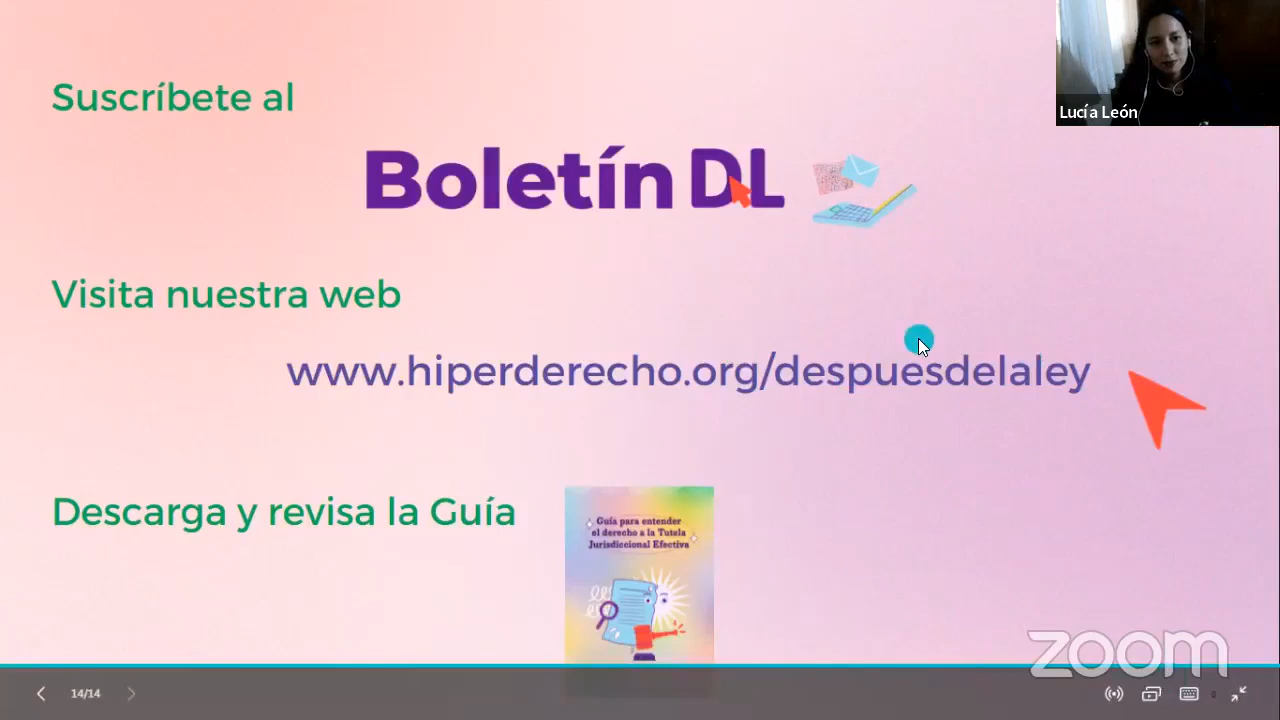 Suscríbete al
Lucía León
Boletín DL
Visita nuestra web
www.hiperderecho.org/despuesdelaley
Descarga y revisa la Guía
Guía para entender
el derecho a la Tutela
Jurisdiccional Efectiva
zoom
14/14
0